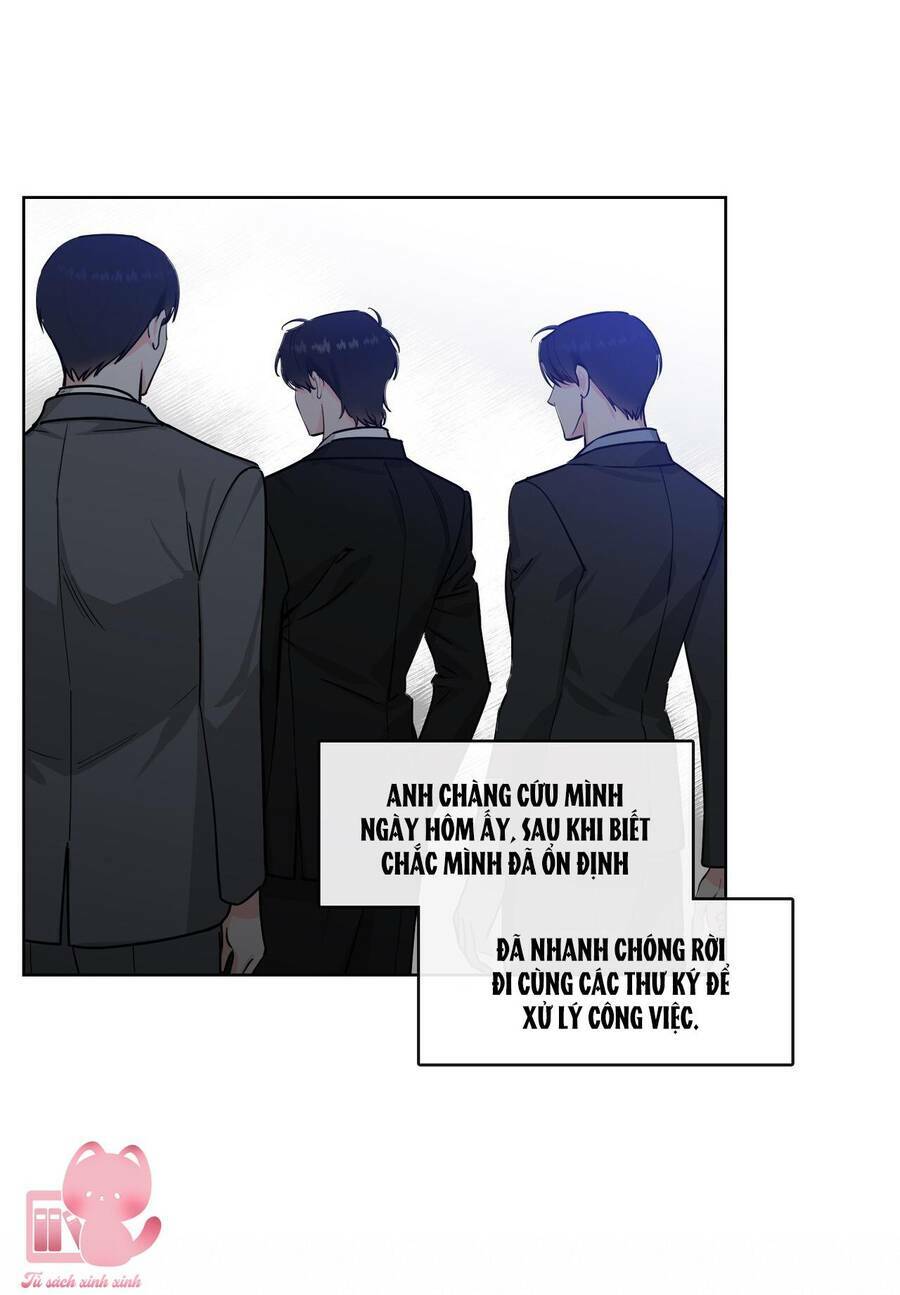 ANH CHÀNG CỨU MÌNH
NGÀY HÔM ẤY, SAU KHI BIẾT
CHẮC MÌNH ĐÃ ỔN ĐỊNH
ĐÃ NHANH CHÓNG RỜI
ĐI CÙNG CÁC THƯ KÝ ĐỂ
XỬ LÝ CÔNG VIỆC.
Tủ sách xinh xinh